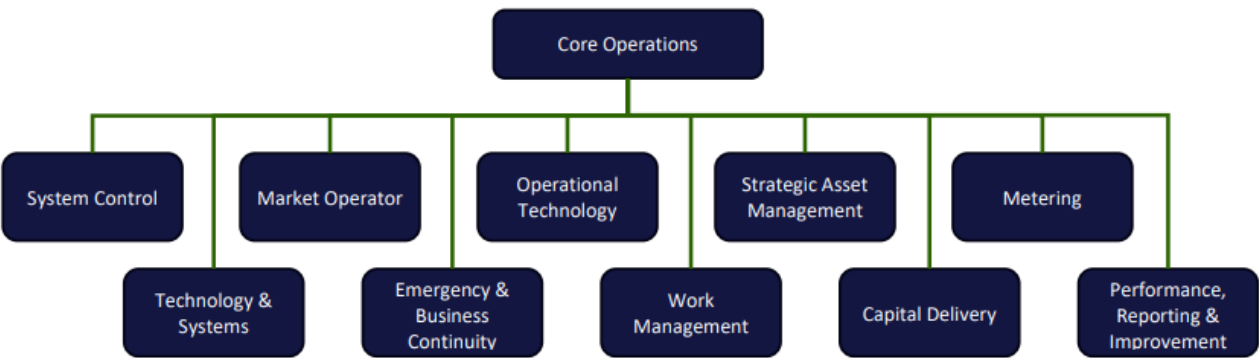 Core Operations
System Control
Market Operator
Operational
Technology
Strategic Asset
Management
Metering
Technology &
Systems
Emergency &
Business
Continuity
Work
Management
Capital Delivery
Performance,
Reporting &
Improvement